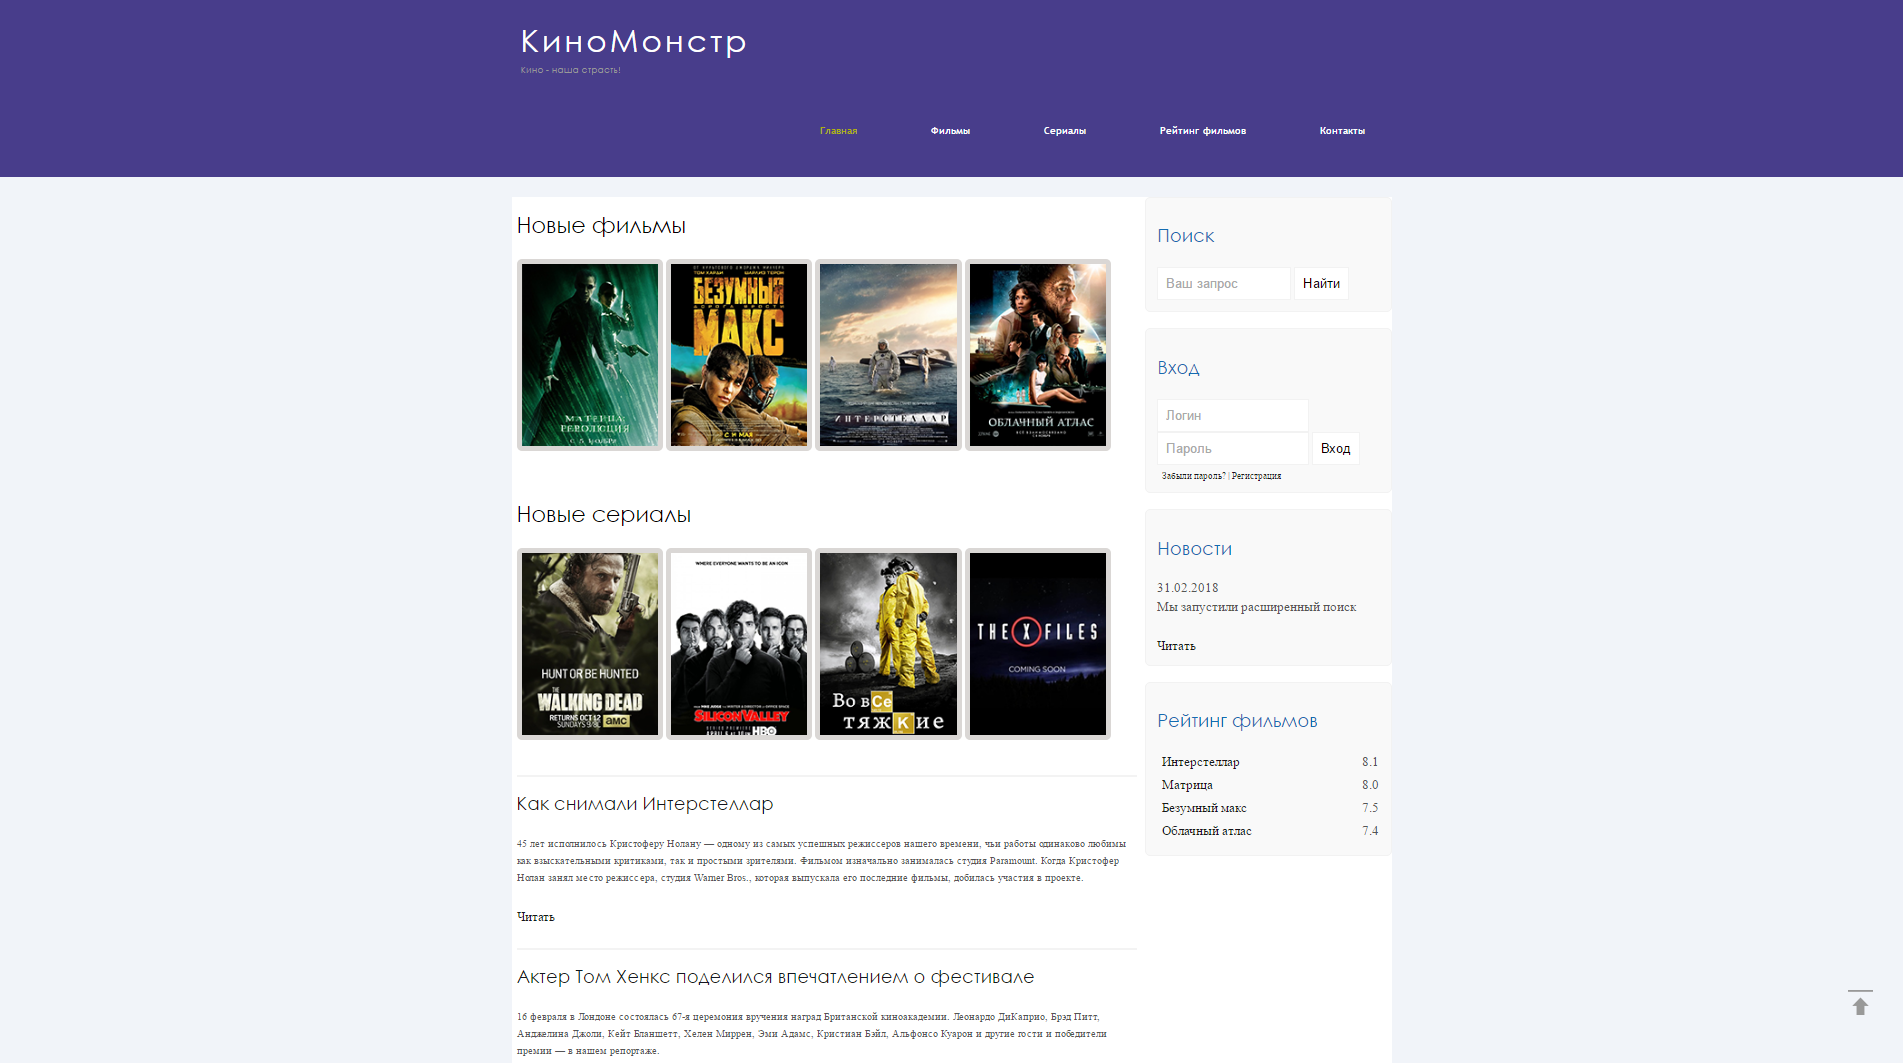 КиноМонстр
Кино - наша страсть!
Главная
Фильмы
Сериалы
Рейтинг фильмов
Контакты
Новые фильмы
МАТРИЦА:
РЕВОЛЮЦИЯ
ТОМ ХАРДИ ШАРЛИЗ ТЕРОН
БЕЗУМНЫЙ
ДОРОГА ЯРОСТИ
МАКС
ИНТЕРСТЕЛЛАР
ОБЛАЧНЫЙ АТЛАС
Новые сериалы
HUNT OR BE HUNTED
THE
WALKING DEAD
RETURNS OCT 12
SUNDAYS 9/8c amc
WHERE EVERYONE WANTS TO BE AN ICON
SILICON VALLEY
HBO
Во все
тяжкие
THE X FILES
COMING SOON
Как снимали Интерстеллар
45 лет исполнилось Кристоферу Нолану — одному из самых успешных режиссеров нашего времени, чьи работы одинаково любимы
как взыскательными критиками, так и простыми зрителями. Фильмом изначально занималась студия Paramount. Когда Кристофер
Нолан занял место режиссера, студия Warner Bros., которая выпускала его последние фильмы, добилась участия в проекте.
Читать
Актер Том Хенкс поделился впечатлением о фестивале
16 февраля в Лондоне состоялась 67-я церемония вручения наград Британской киноакадемии. Леонардо ДиКаприо, Брэд Питт,
Анджелина Джоли, Кейт Бланшетт, Хелен Миррен, Эми Адамс, Кристиан Бэйл, Альфонсо Куарон и другие гости и победители
премии — в нашем репортаже.
Поиск
Ваш запрос
Найти
Вход
Логин
Пароль
Вход
Забыли пароль? | Регистрация
Новости
31.02.2018
Мы запустили расширенный поиск
Читать
Рейтинг фильмов
Интерстеллар 8.1
Матрица 8.0
Безумный макс 7.5
Облачный атлас 7.4